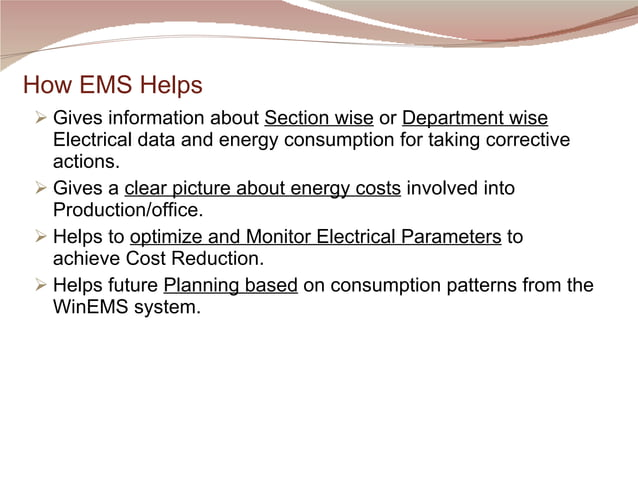 How EMS Helps
Gives information about Section wise or Department wise
Electrical data and energy consumption for taking corrective
actions.
Gives a clear picture about energy costs involved into
Production/office.
Helps to optimize and Monitor Electrical Parameters to
achieve Cost Reduction.
Helps future Planning based on consumption patterns from the
WinEMS system.